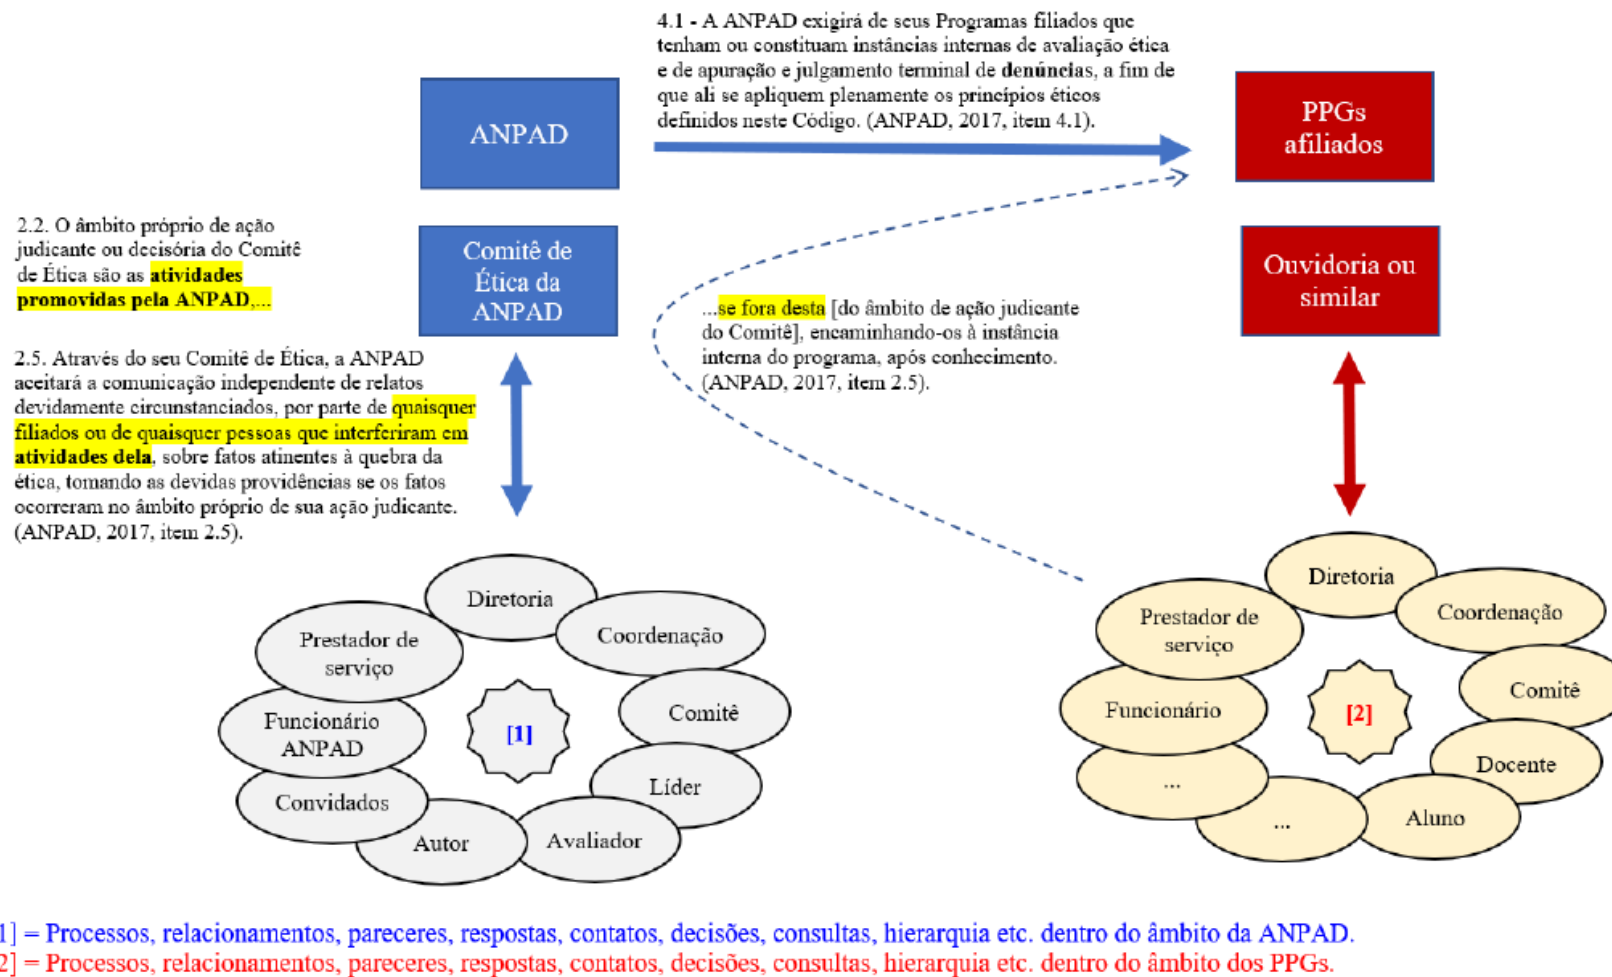 4.1 - A ANPAD exigirá de seus Programas filiados que
tenham ou constituam instâncias internas de avaliação ética
e de apuração e julgamento terminal de denúncias, a fim de
que ali se apliquem plenamente os princípios éticos
definidos neste Código. (ANPAD, 2017, item 4.1).
ANPAD
PPGs
afiliados
2.2. O âmbito próprio de ação
judicante ou decisória do Comitê
de Ética são as atividades
promovidas pela ANPAD,...
Comitê de
Ética da
ANPAD
Ouvidoria ou
similar
...se fora desta [do âmbito de ação judicante
do Comitê], encaminhando-os à instância
interna do programa, após conhecimento.
(ANPAD, 2017, item 2.5).
2.5. Através do seu Comitê de Ética, a ANPAD
aceitará a comunicação independente de relatos
devidamente circunstanciados, por parte de quaisquer
filiados ou de quaisquer pessoas que interferiram em
atividades dela, sobre fatos atinentes à quebra da
ética, tomando as devidas providências se os fatos
ocorreram no âmbito próprio de sua ação judicante.
(ANPAD, 2017, item 2.5).
Diretoria
Coordenação
Comitê
Líder
Avaliador
Autor
Convidados
Funcionário
ANPAD
Prestador de
serviço
[1]
Diretoria
Coordenação
Comitê
Docente
Aluno
...
...
Funcionário
Prestador de
serviço
[2]
1] = Processos, relacionamentos, pareceres, respostas, contatos, decisões, consultas, hierarquia etc. dentro do âmbito da ANPAD.
2] = Processos, relacionamentos, pareceres, respostas, contatos, decisões, consultas, hierarquia etc. dentro do âmbito dos PPGs.